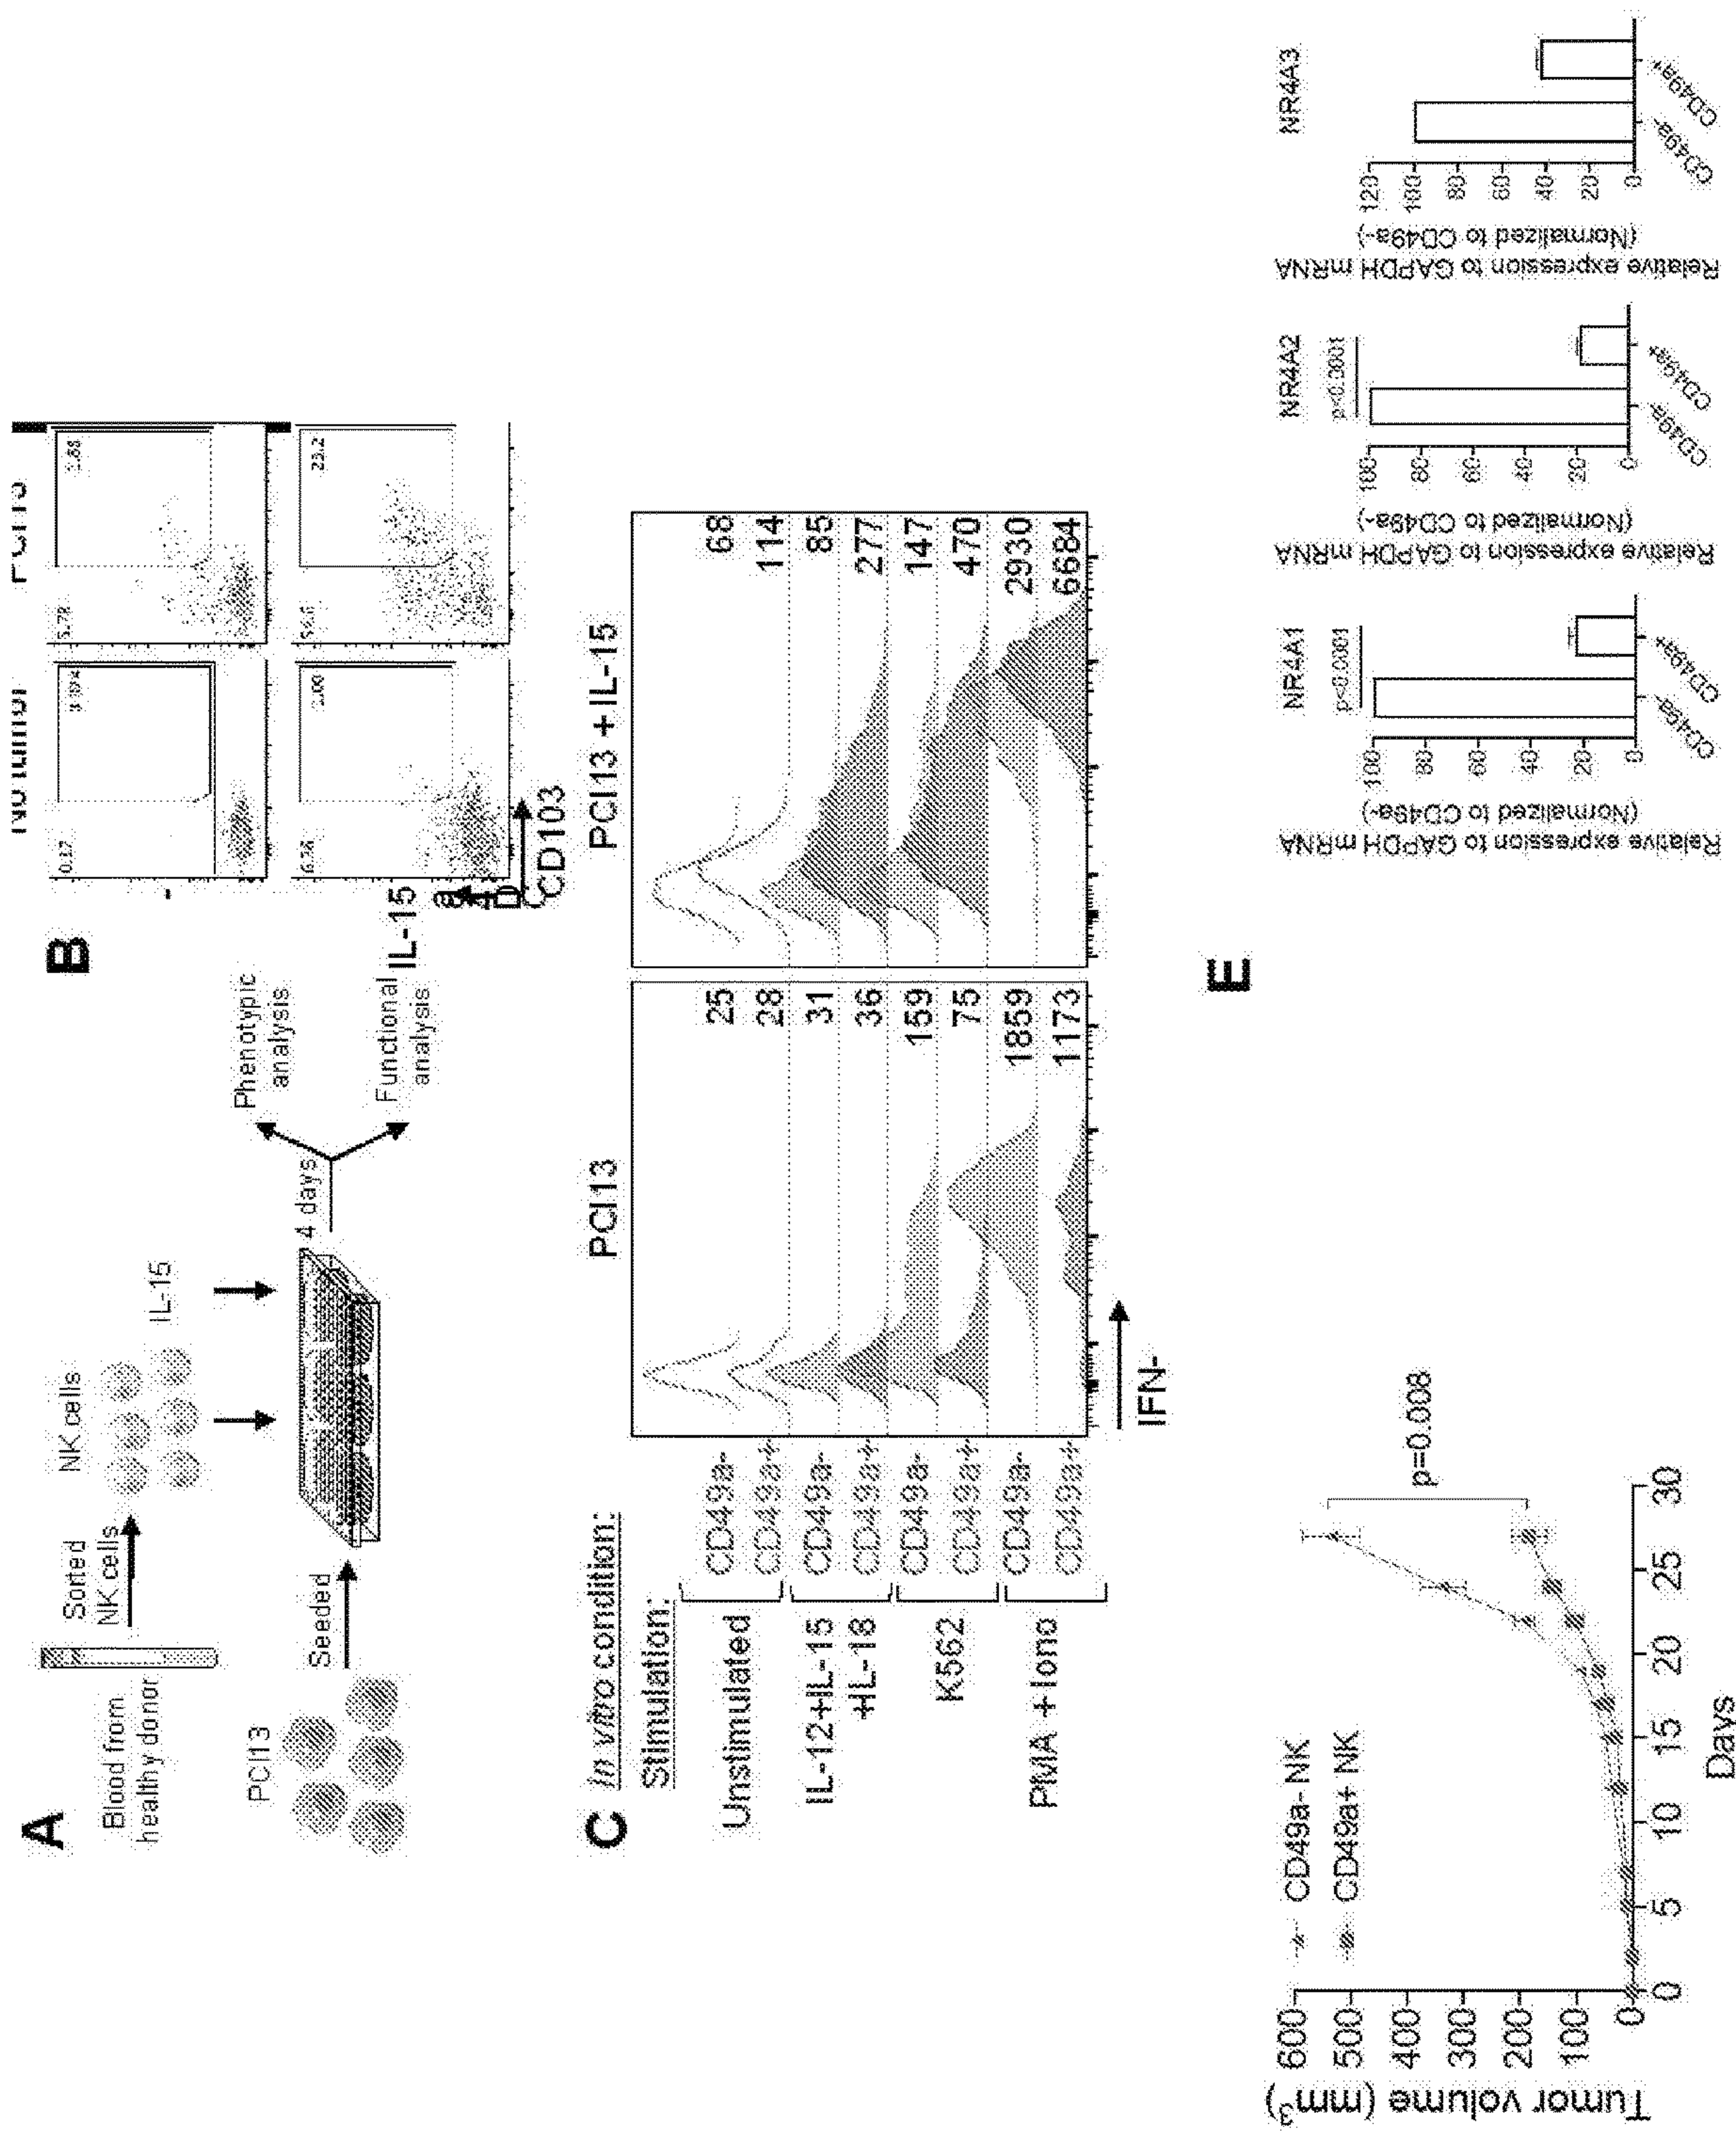 A
Blood from
healthy donor
Sorted
NK cells
NK cells
IL-15
PCI13
Seeded
4 days
Phenotypic
analysis
Functional
analysis
B
0.17
5.78
IL-15
23.2
CD103
C
In vitro condition:
PCI13
PCI13 + IL-15
Stimulation:
Unstimulated
CD49a-
25
68
CD49a+
28
114
IL-12+IL-15
+IL-18
CD49a-
31
85
CD49a+
36
277
K562
CD49a-
159
147
CD49a+
75
470
PMA + Iono
CD49a-
1859
2930
CD49a+
1173
6684
IFN-
Tumor volume (mm3)
600
500
400
300
200
100
0
CD49a- NK
CD49a+ NK
p=0.008
0 5 10 15 20 25 30
Days
E
NR4A1
p<0.0001
Relative expression to GAPDH mRNA
(Normalized to CD49a-)
100
80
60
40
20
0
CD49a-
CD49a+
NR4A2
p<0.0001
Relative expression to GAPDH mRNA
(Normalized to CD49a-)
100
80
60
40
20
0
CD49a-
CD49a+
NR4A3
Relative expression to GAPDH mRNA
(Normalized to CD49a-)
120
100
80
60
40
20
0
CD49a-
CD49a+